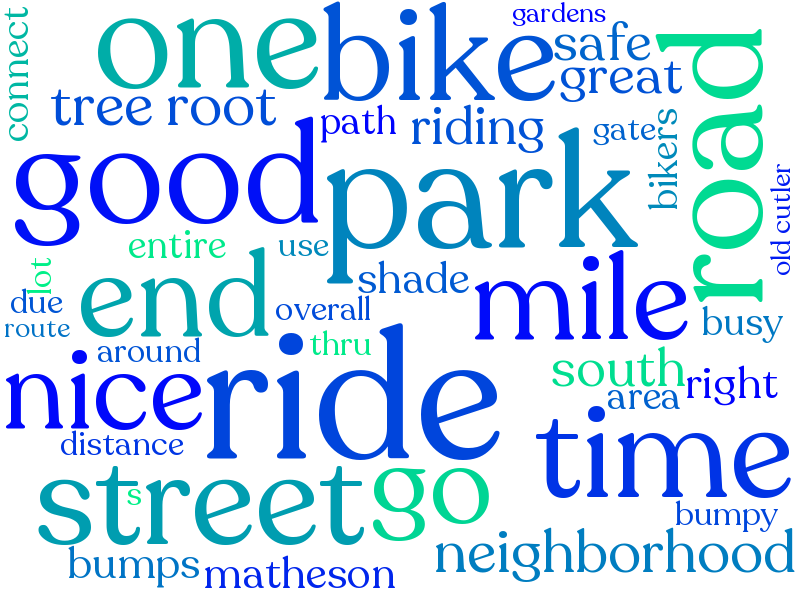 gardens
connect
one
bike
safe
great
road
tree root
path
riding
gate
bikers
good
park
old cutler
entire
use
lot
shade
mile
due
end
overall
route
busy
around
thru
nice
ride
south
right
area
distance
time
street
s
go
bumpy
bumps
matheson
neighborhood